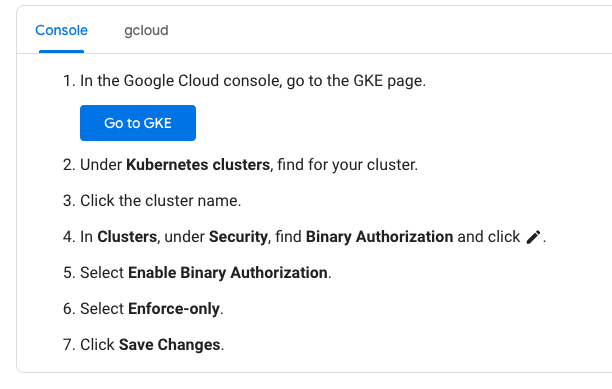 Console gcloud
1. In the Google Cloud console, go to the GKE page.
Go to GKE
2. Under Kubernetes clusters, find for your cluster.
3. Click the cluster name.
4. In Clusters, under Security, find Binary Authorization and click .
5. Select Enable Binary Authorization.
6. Select Enforce-only.
7. Click Save Changes.